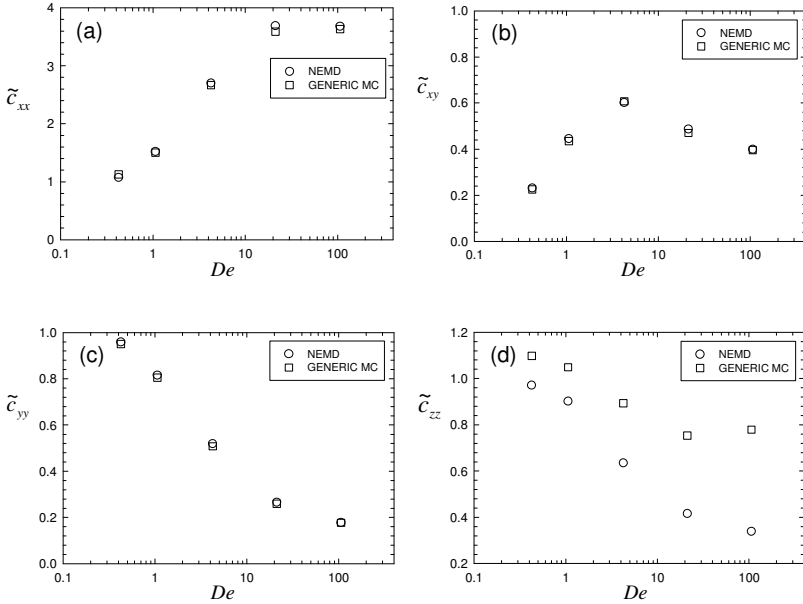 (a)
4
3
2
1
0
c̃xx
NEMD
GENERIC MC
0.1 1 10 100
De
(b)
1.0
0.8
0.6
0.4
0.2
0.0
c̃xy
NEMD
GENERIC MC
0.1 1 10 100
De
(c)
1.0
0.8
0.6
0.4
0.2
0.0
c̃yy
NEMD
GENERIC MC
0.1 1 10 100
De
(d)
1.2
1.0
0.8
0.6
0.4
0.2
c̃zz
NEMD
GENERIC MC
0.1 1 10 100
De